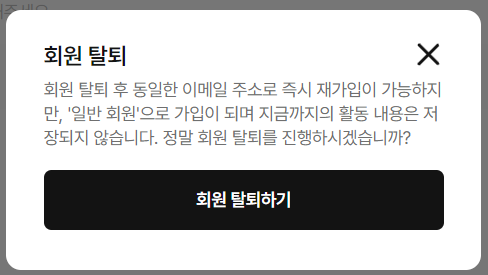 회원 탈퇴
회원 탈퇴 후 동일한 이메일 주소로 즉시 재가입이 가능하지
만, '일반 회원'으로 가입이 되며 지금까지의 활동 내용은 저
장되지 않습니다. 정말 회원 탈퇴를 진행하시겠습니까?
회원 탈퇴하기